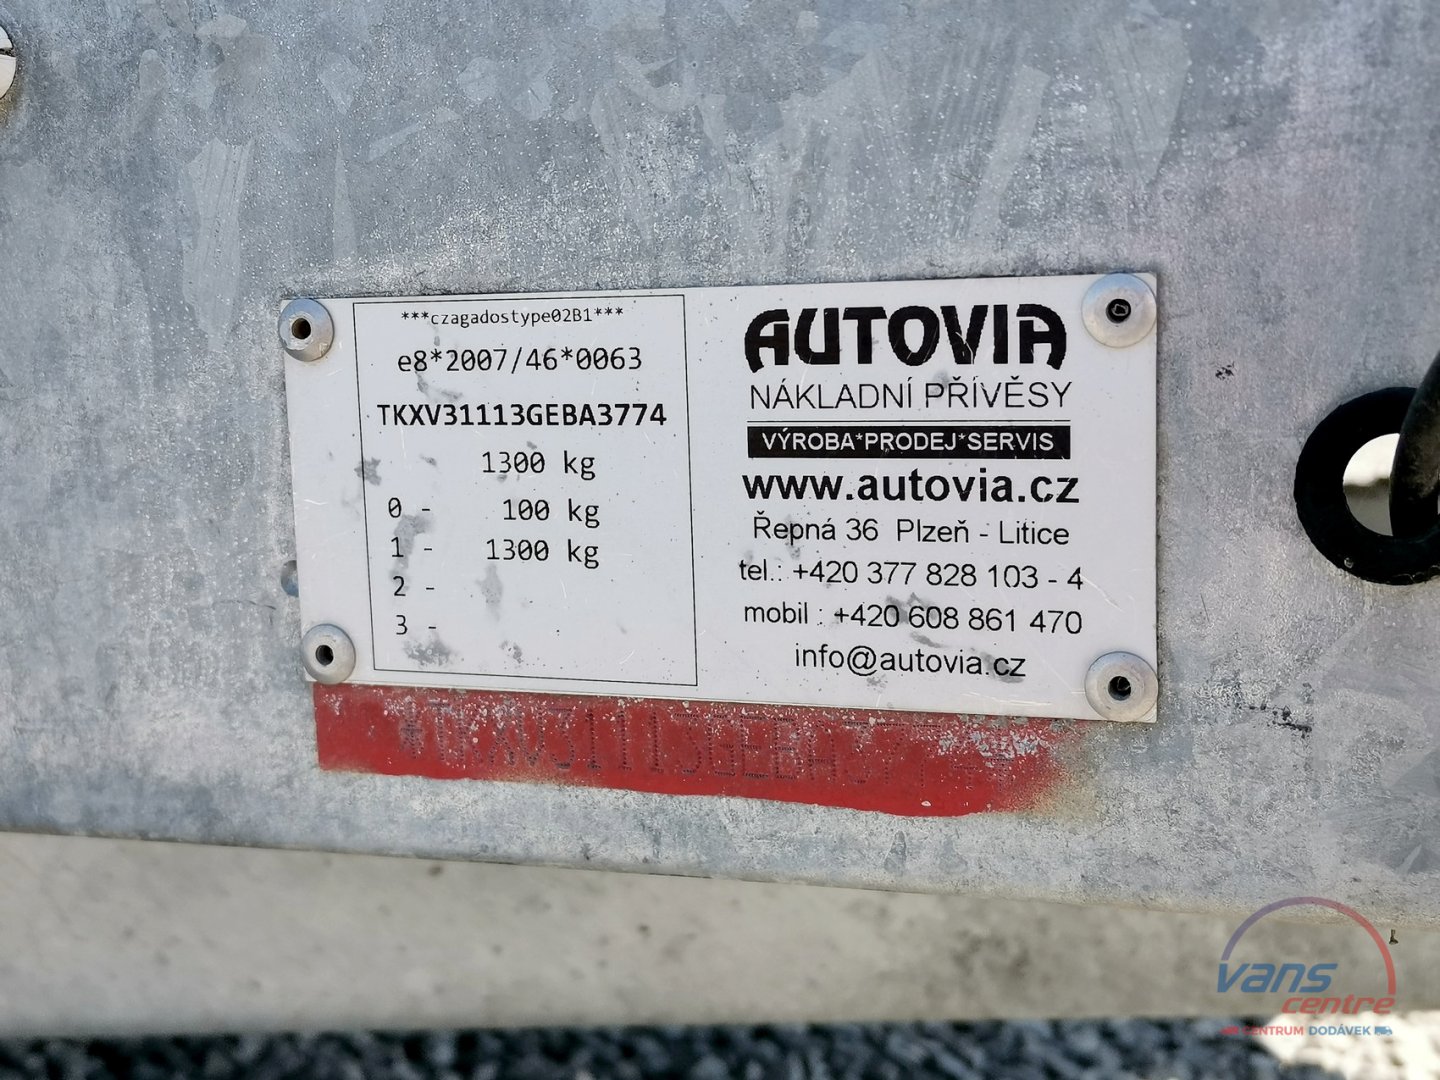 ***czagadostype02B1***
e8*2007/46*0063
TKXV31113GEBA3774
1300 kg
0 - 100 kg
1 - 1300 kg
2 -
3 -
AUTOVIA
NÁKLADNÍ PŘÍVĚSY
VÝROBA*PRODEJ*SERVIS
www.autovia.cz
Řepná 36 Plzeň - Litice
tel.: +420 377 828 103 - 4
mobil : +420 608 861 470
info@autovia.cz
vans
centre
CENTRUM DODÁVEK